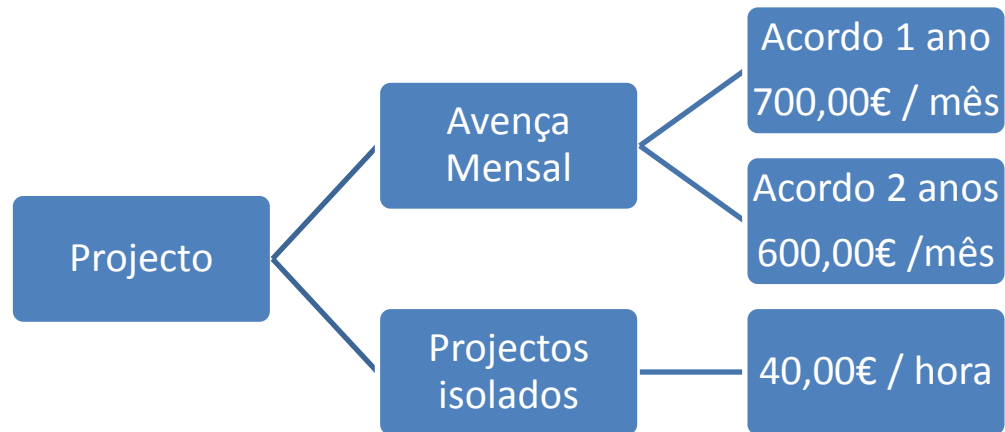 Projecto
Avença
Mensal
Acordo 1 ano
700,00€ / mês
Acordo 2 anos
600,00€ /mês
Projectos
isolados
40,00€ / hora